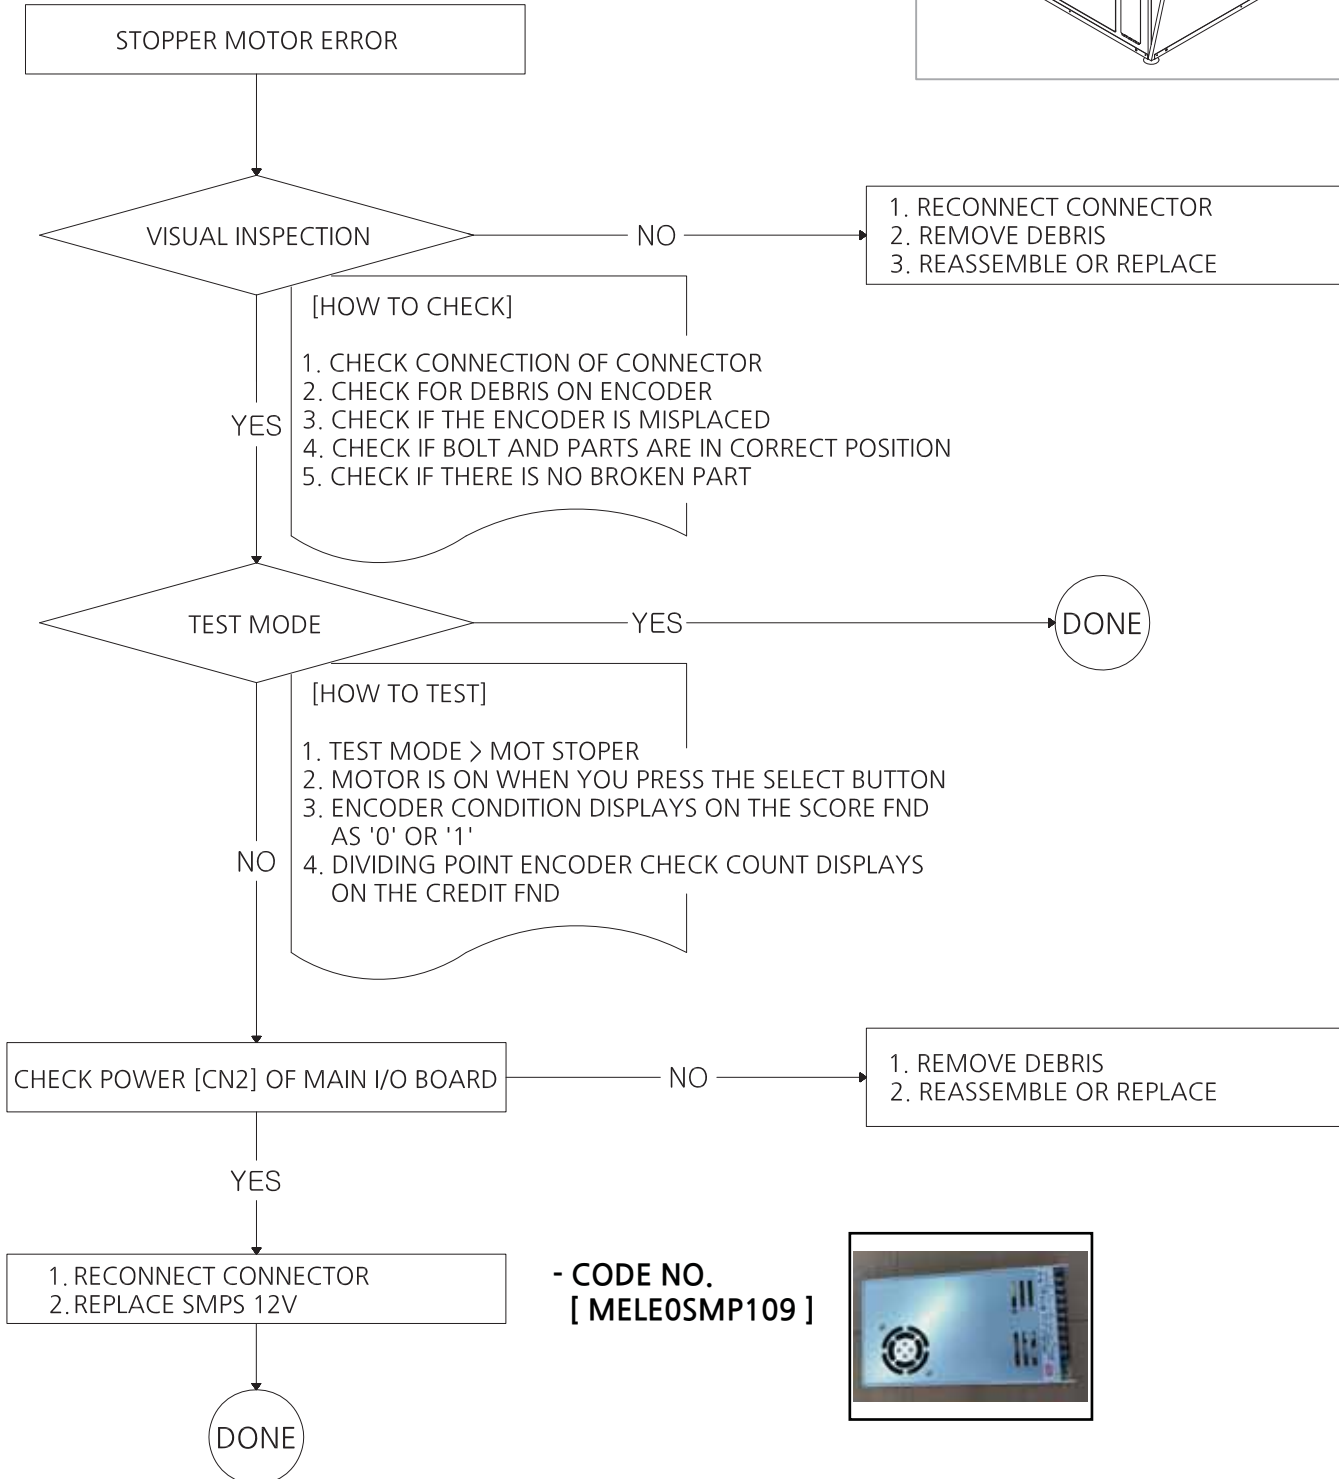 STOPPER MOTOR ERROR
VISUAL INSPECTION
NO
1. RECONNECT CONNECTOR
2. REMOVE DEBRIS
3. REASSEMBLE OR REPLACE
[HOW TO CHECK]
1. CHECK CONNECTION OF CONNECTOR
2. CHECK FOR DEBRIS ON ENCODER
3. CHECK IF THE ENCODER IS MISPLACED
4. CHECK IF BOLT AND PARTS ARE IN CORRECT POSITION
5. CHECK IF THERE IS NO BROKEN PART
YES
TEST MODE
YES
DONE
[HOW TO TEST]
1. TEST MODE > MOT STOPER
2. MOTOR IS ON WHEN YOU PRESS THE SELECT BUTTON
3. ENCODER CONDITION DISPLAYS ON THE SCORE FND
AS '0' OR '1'
4. DIVIDING POINT ENCODER CHECK COUNT DISPLAYS
ON THE CREDIT FND
NO
CHECK POWER [CN2] OF MAIN I/O BOARD
NO
1. REMOVE DEBRIS
2. REASSEMBLE OR REPLACE
YES
1. RECONNECT CONNECTOR
2. REPLACE SMPS 12V
- CODE NO.
[ MELE0SMP109 ]
DONE